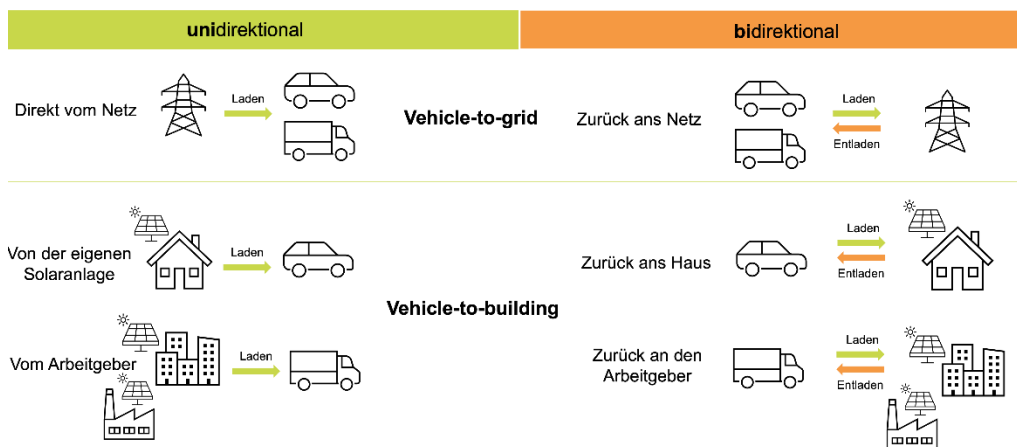 unidirektional
bidirektional
Direkt vom Netz
Laden
Vehicle-to-grid
Zurück ans Netz
Laden
Entladen
Von der eigenen
Solaranlage
Laden
Zurück ans Haus
Laden
Entladen
Vehicle-to-building
Vom Arbeitgeber
Laden
Zurück an den
Arbeitgeber
Laden
Entladen